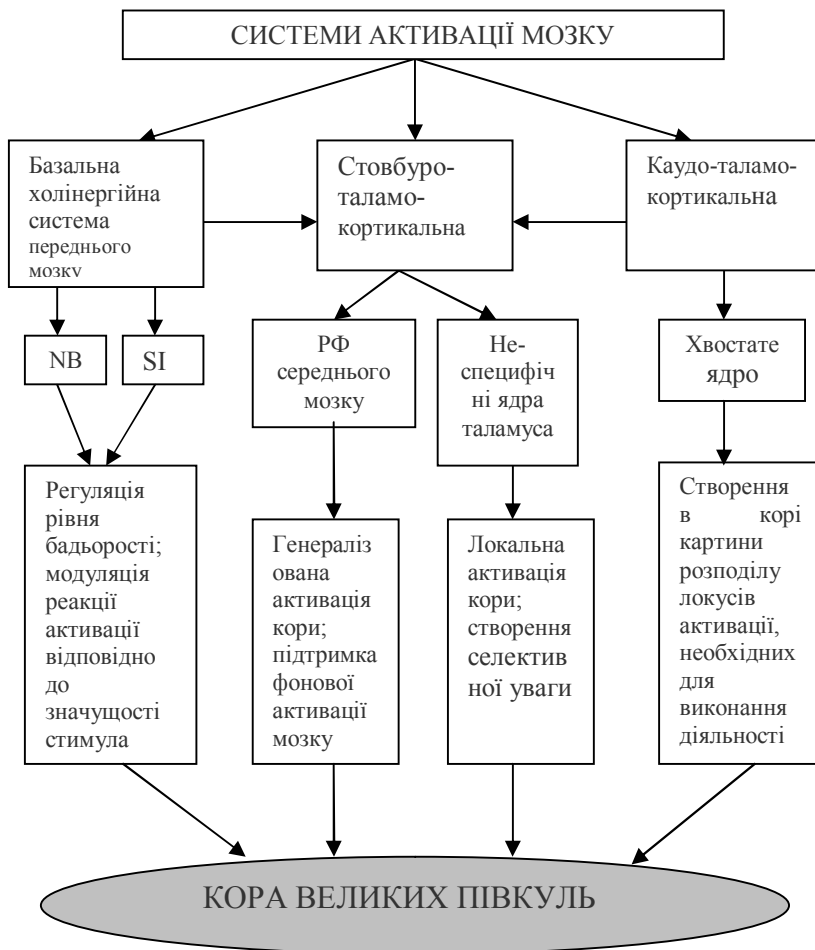 СИСТЕМИ АКТИВАЦІЇ МОЗКУ
Базальна
холінергійна
система
переднього
мозку
Стовбуро-
таламо-
кортикальна
Каудо-таламо-
кортикальна
NB
SI
РФ
середнього
мозку
Не-
специфіч
ні ядра
таламуса
Хвостате
ядро
Регуляція
рівня
бадьорості;
модуляція
реакції
активації
відповідно
до
значущості
стимула
Генераліз
ована
активація
кори;
підтримка
фонової
активації
мозку
Локальна
активація
кори;
створення
селектив
ної уваги
Створення
в корі
картини
розподілу
локусів
активації,
необхідних
для
виконання
діяльності
КОРА ВЕЛИКИХ ПІВКУЛЬ